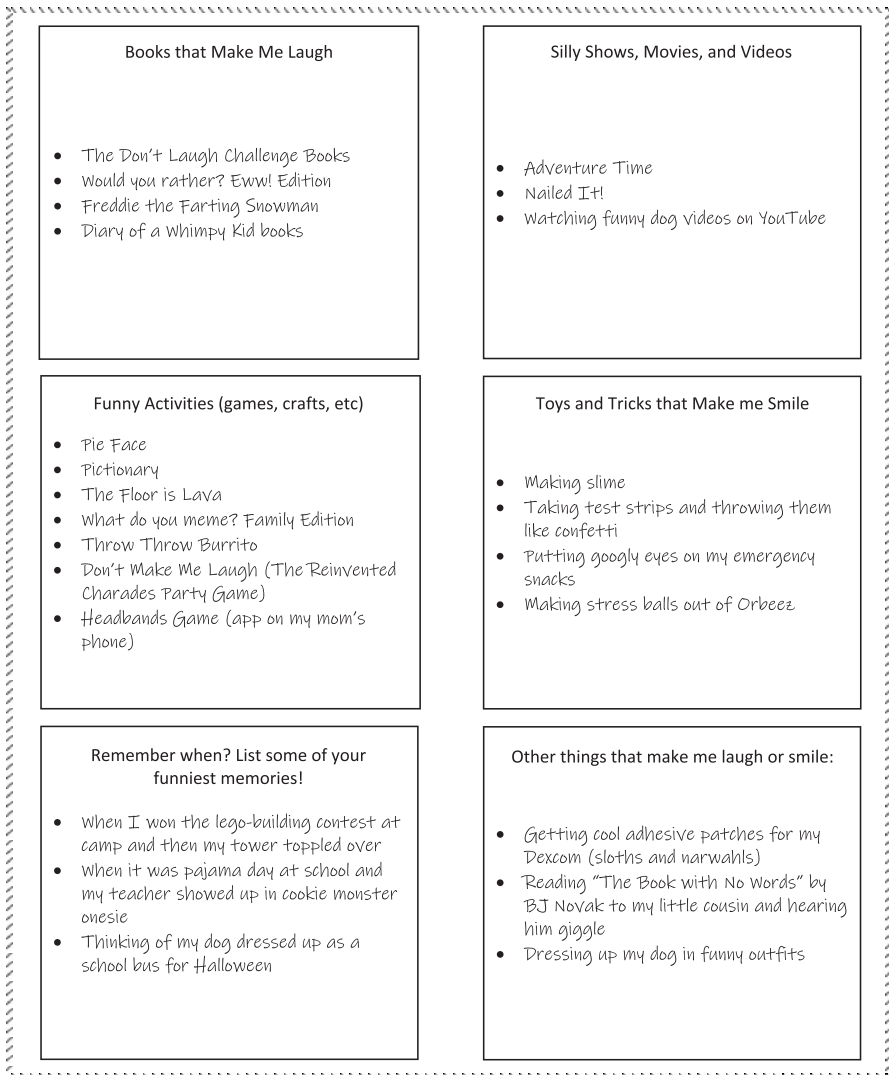 Books that Make Me Laugh
• The Don't Laugh Challenge Books
• Would you rather? Eww! Edition
• Freddie the Farting Snowman
• Diary of a Whimpy Kid books
Silly Shows, Movies, and Videos
• Adventure Time
• Nailed It!
• Watching funny dog videos on YouTube
Funny Activities (games, crafts, etc)
• Pie Face
• Pictionary
• The Floor is Lava
• What do you meme? Family Edition
• Throw Throw Burrito
• Don't Make Me Laugh (The Reinvented
Charades Party Game)
• Headbands Game (app on my mom's
phone)
Toys and Tricks that Make me Smile
• Making slime
• Taking test strips and throwing them
like confetti
• Putting googly eyes on my emergency
snacks
• Making stress balls out of Orbeez
Remember when? List some of your
funniest memories!
• When I won the lego-building contest at
camp and then my tower toppled over
• When it was pajama day at school and
my teacher showed up in cookie monster
onesie
• Thinking of my dog dressed up as a
school bus for Halloween
Other things that make me laugh or smile:
• Getting cool adhesive patches for my
Dexcom (sloths and narwahls)
• Reading “The Book with No Words” by
BJ Novak to my little cousin and hearing
him giggle
• Dressing up my dog in funny outfits